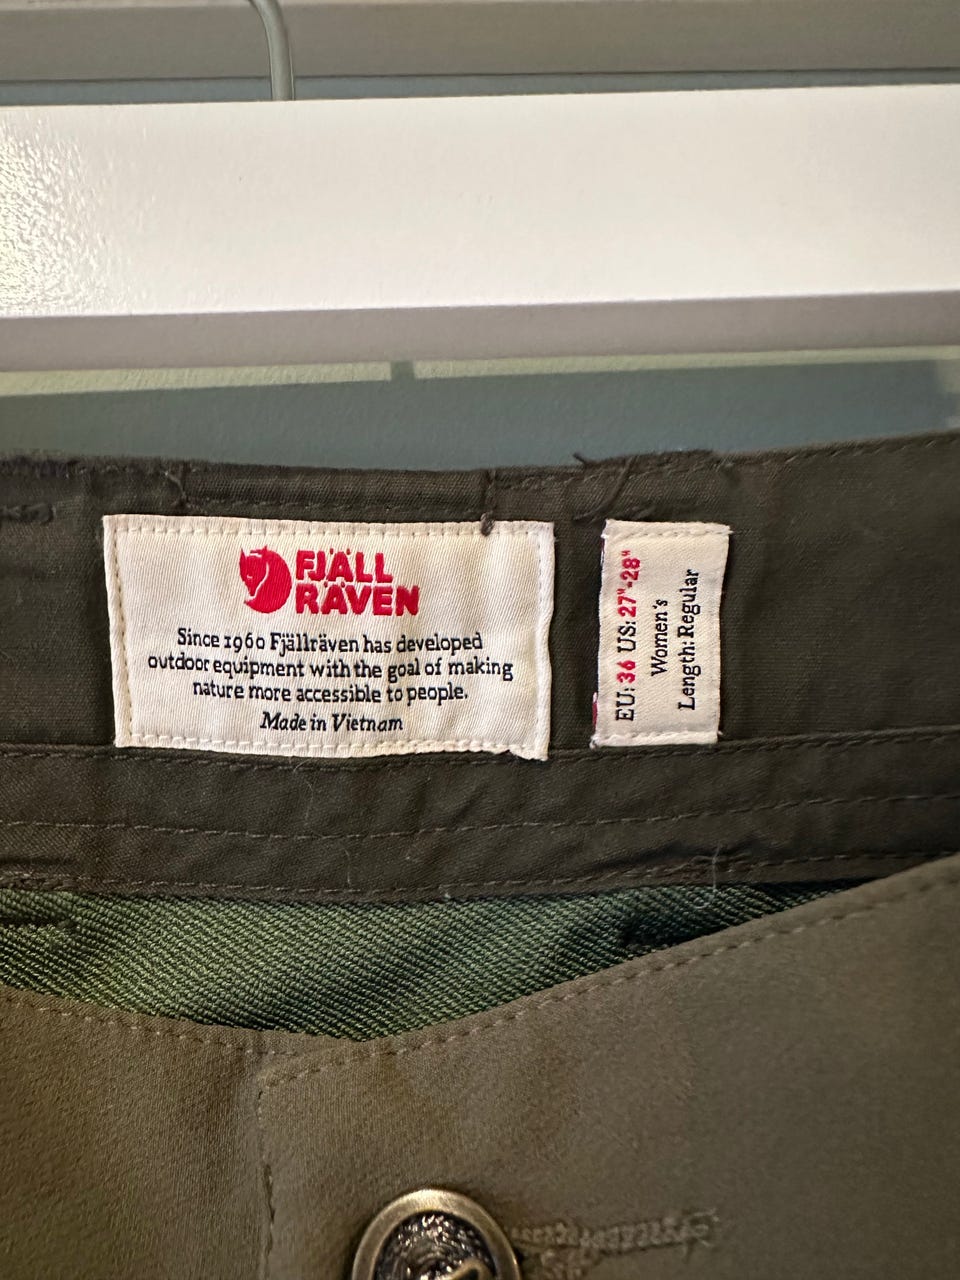 FJÄLL
RÄVEN
Since 1960 Fjällräven has developed
outdoor equipment with the goal of making
nature more accessible to people.
Made in Vietnam
EU: 36 US: 27"-28"
Women's
Length: Regular